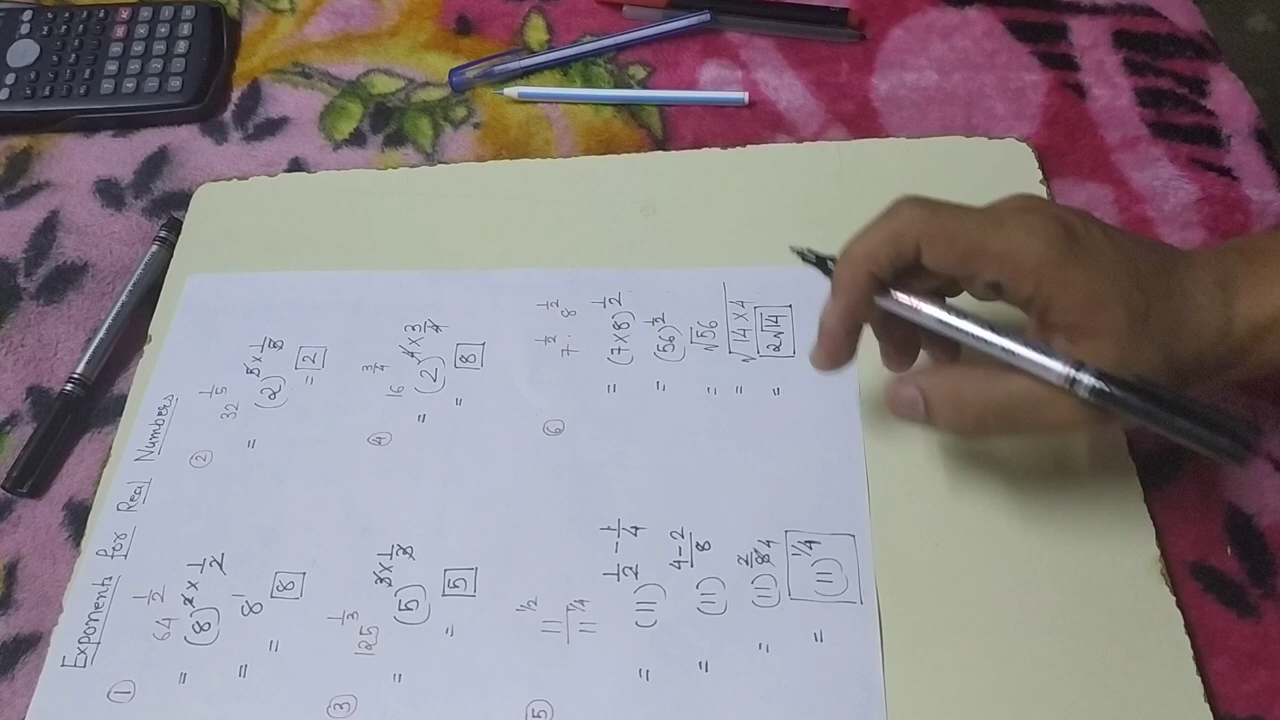 Exponents for Real Numbers
① 64^(1/2)
= (8)^(2 × 1/2)
= 8^1
= 8
② 32^(1/5)
= (2)^(5 × 1/5)
= 2
③ 125^(1/3)
= (5)^(3 × 1/3)
= 5
④ 16^(3/4)
= (2)^(4 × 3/4)
= 8
⑤ 11^(1/2) / 11^(1/4)
= (11)^(1/2 - 1/4)
= (11)^((4-2)/8)
= (11)^(2/8 4)
= (11)^(1/4)
⑥ 7^(1/2) · 8^(1/2)
= (7 × 8)^(1/2)
= (56)^(1/2)
= √56
= √(14 × 4)
= 2√14